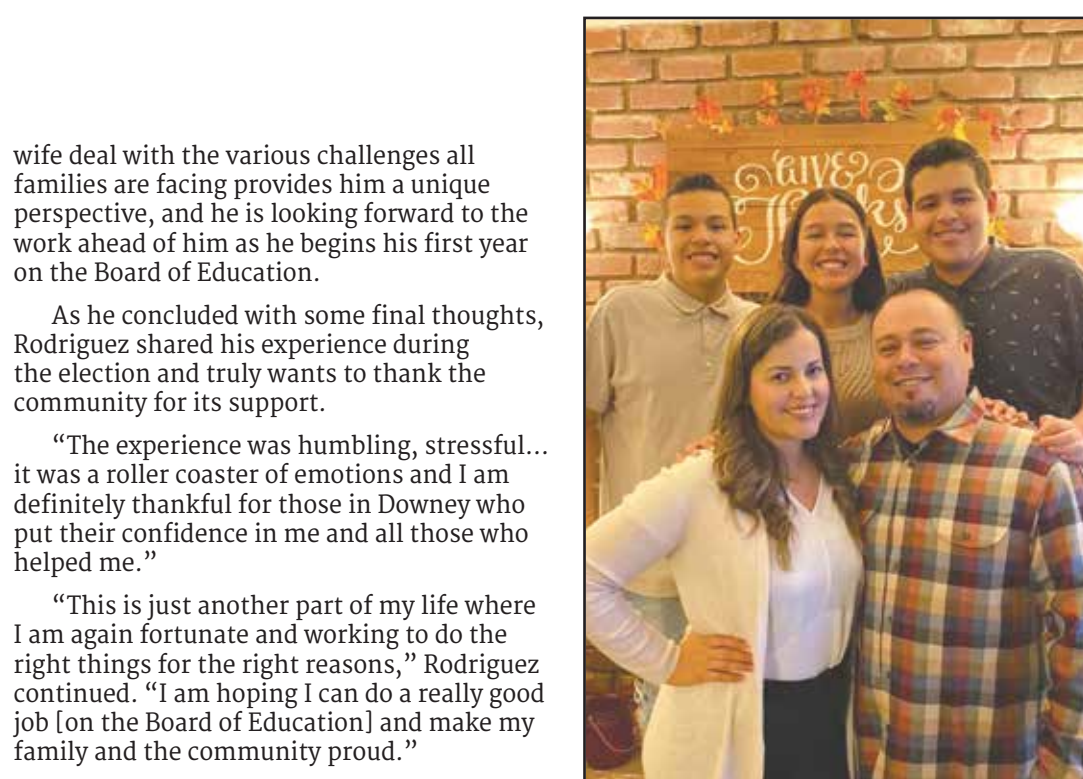 wife deal with the various challenges all
families are facing provides him a unique
perspective, and he is looking forward to the
work ahead of him as he begins his first year
on the Board of Education.
As he concluded with some final thoughts,
Rodriguez shared his experience during
the election and truly wants to thank the
community for its support.
“The experience was humbling, stressful…
it was a roller coaster of emotions and I am
definitely thankful for those in Downey who
put their confidence in me and all those who
helped me.”
“This is just another part of my life where
I am again fortunate and working to do the
right things for the right reasons,” Rodriguez
continued. “I am hoping I can do a really good
job [on the Board of Education] and make my
family and the community proud.”
GIVE